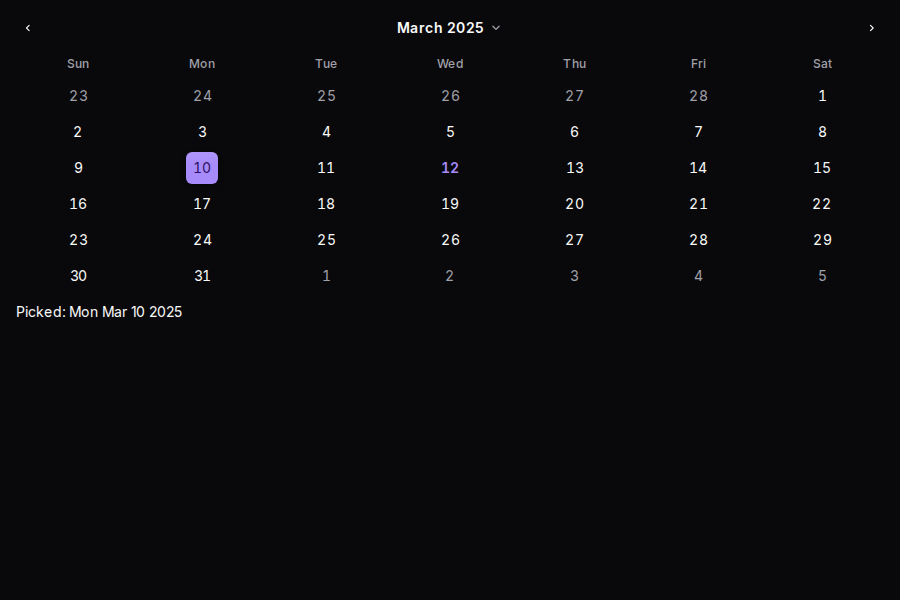 March 2025
Sun Mon Tue Wed Thu Fri Sat
23 24 25 26 27 28 1
2 3 4 5 6 7 8
9 10 11 12 13 14 15
16 17 18 19 20 21 22
23 24 25 26 27 28 29
30 31 1 2 3 4 5
Picked: Mon Mar 10 2025